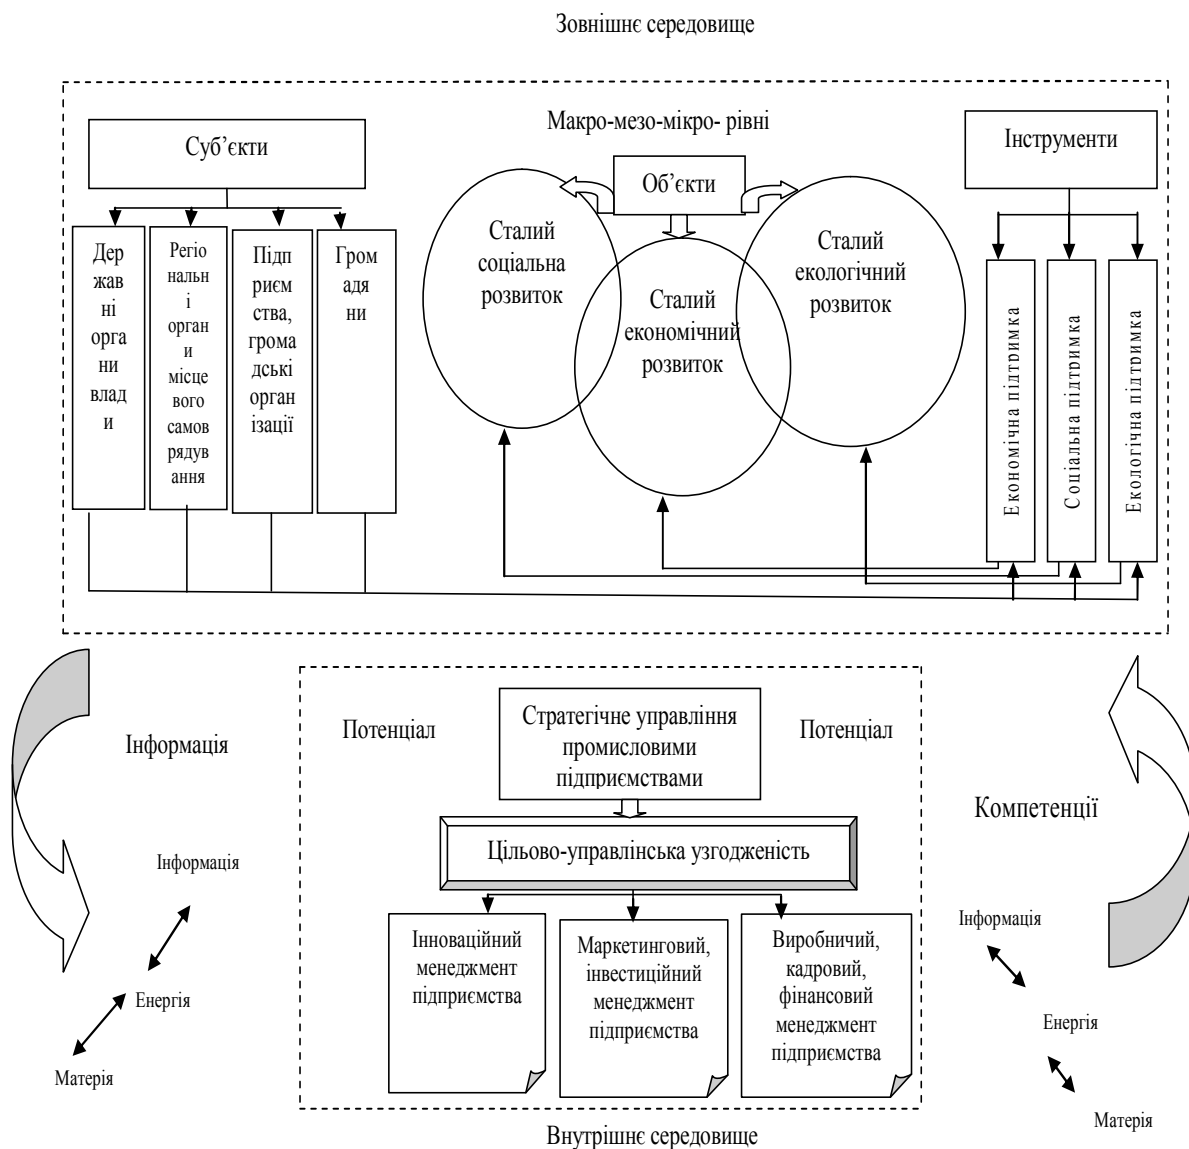 Зовнішнє середовище
Макро-мезо-мікро- рівні
Суб’єкти
Дер
жав
ні
орга
ни
влад
и
Регіо
нальн
і
орган
и
місце
вого
самов
рядув
ання
Підп
риєм
ства,
грома
дські
орган
ізації
Гром
адя
ни
Об’єкти
Сталий
соціальна
розвиток
Сталий
економічний
розвиток
Сталий
екологічний
розвиток
Інструменти
Економічна підтримка
Соціальна підтримка
Екологічна підтримка
Інформація
Інформація
Енергія
Матерія
Потенціал
Стратегічне управління
промисловими
підприємствами
Потенціал
Цільово-управлінська узгодженість
Інноваційний
менеджмент
підприємства
Маркетинговий,
інвестиційний
менеджмент
підприємства
Виробничий,
кадровий,
фінансовий
менеджмент
підприємства
Компетенції
Інформація
Енергія
Матерія
Внутрішнє середовище